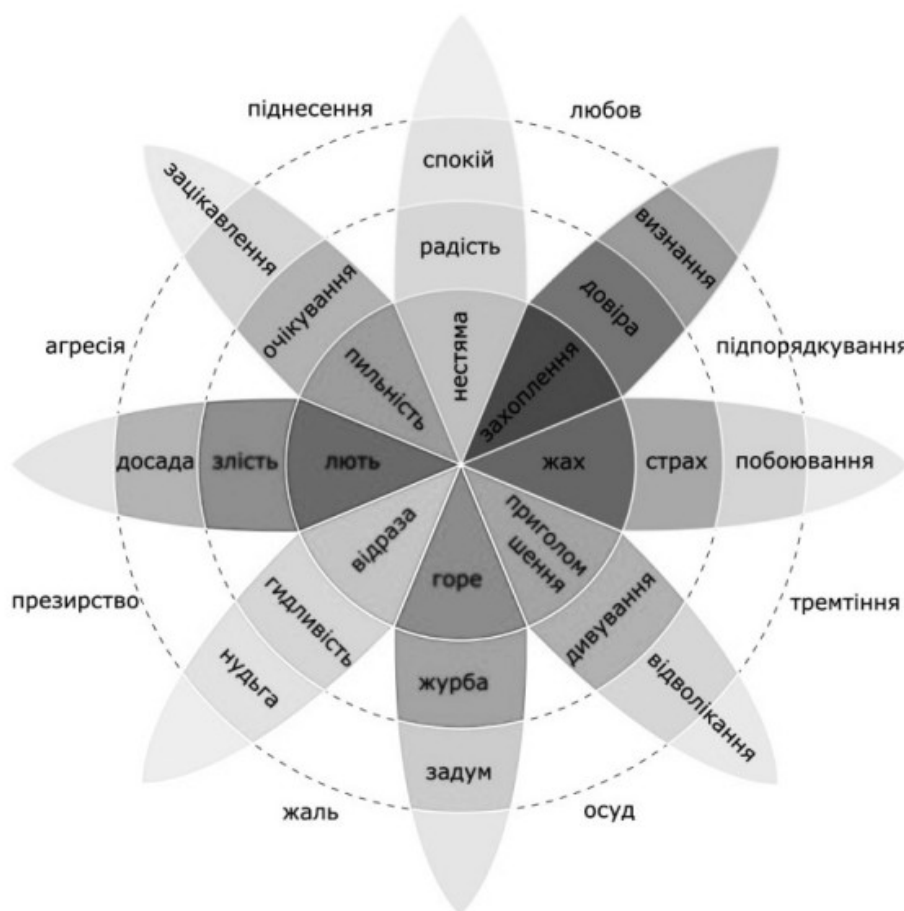 піднесення
любов
спокій
зацікавлення
визнання
радість
очікування
довіра
агресія
підпорядкування
нестяма
пильність
захоплення
досада
злість
лють
жах
страх
побоювання
відраза
приголом
шення
горе
гидливість
дивування
презирство
тремтіння
нудьга
журба
відволікання
задум
жаль
осуд